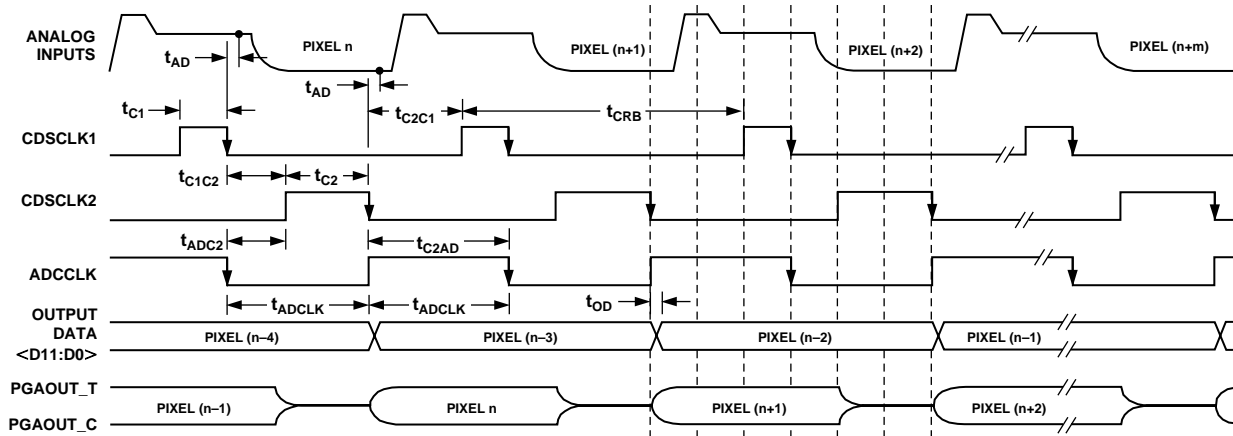 ANALOG
INPUTS
PIXEL n
PIXEL (n+1)
PIXEL (n+2)
PIXEL (n+m)
tAD
tAD
tC1
tC2C1
tCRB
CDSCLK1
tC1C2
tC2
CDSCLK2
tADC2
tC2AD
ADCCLK
tADCLK
tADCLK
tOD
OUTPUT
DATA
<D11:D0>
PIXEL (n–4)
PIXEL (n–3)
PIXEL (n–2)
PIXEL (n–1)
PGAOUT_T
PGAOUT_C
PIXEL (n–1)
PIXEL n
PIXEL (n+1)
PIXEL (n+2)